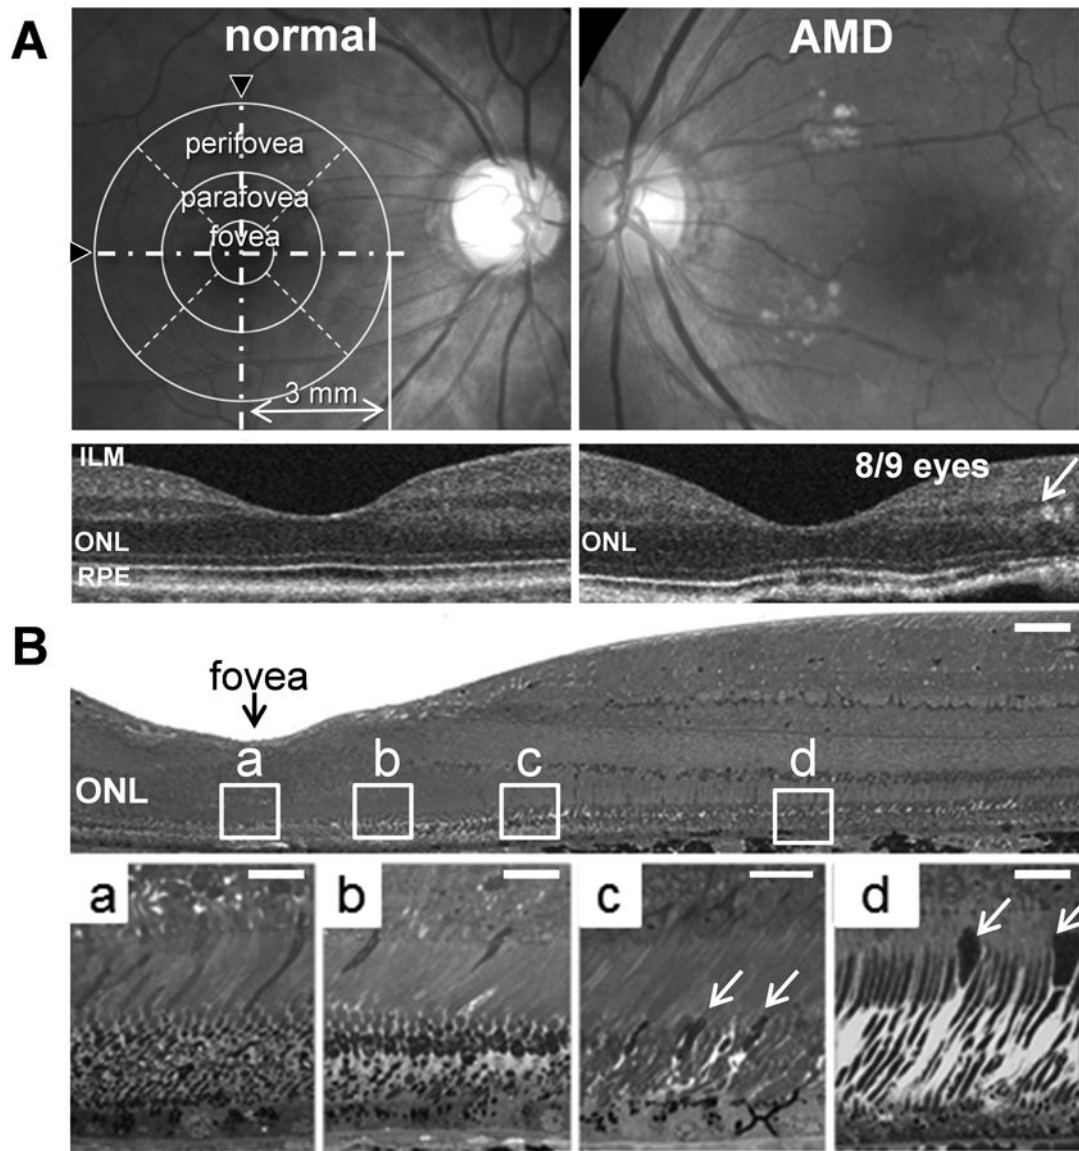 A
normal
AMD
perifovea
parafovea
fovea
3 mm
ILM
ONL
RPE
8/9 eyes
ONL
B
fovea
a
b
c
d
ONL
a
b
c
d